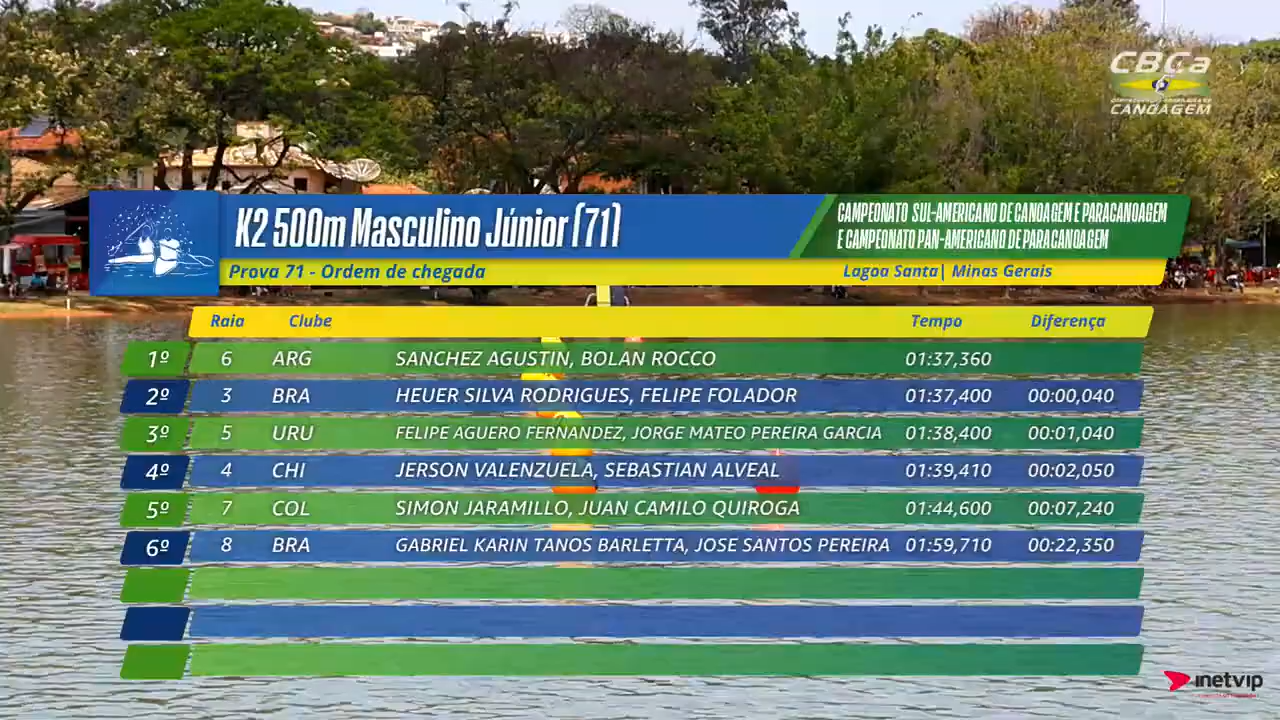 CBCa
CANOAGEM
K2 500m Masculino Júnior (71)
CAMPEONATO SUL-AMERICANO DE CANOAGEM E PARACANOAGEM
E CAMPEONATO PAN-AMERICANO DE PARACANOAGEM
Prova 71 - Ordem de chegada
Lagoa Santa| Minas Gerais
Raia Clube Tempo Diferença
1º 6 ARG SANCHEZ AGUSTIN, BOLAN ROCCO 01:37,360
2º 3 BRA HEUER SILVA RODRIGUES, FELIPE FOLADOR 01:37,400 00:00,040
3º 5 URU FELIPE AGUERO FERNANDEZ, JORGE MATEO PEREIRA GARCIA 01:38,400 00:01,040
4º 4 CHI JERSON VALENZUELA, SEBASTIAN ALVEAL 01:39,410 00:02,050
5º 7 COL SIMON JARAMILLO, JUAN CAMILO QUIROGA 01:44,600 00:07,240
6º 8 BRA GABRIEL KARIN TANOS BARLETTA, JOSE SANTOS PEREIRA 01:59,710 00:22,350
inetvip